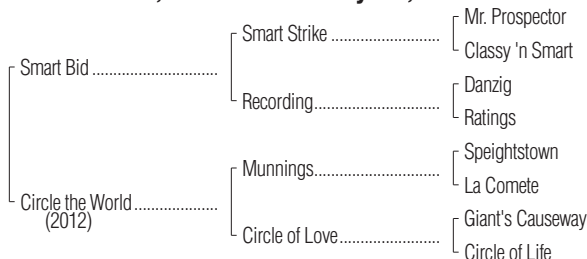 Mr. Prospector
Smart Strike ........................
Classy 'n Smart
Smart Bid ...............................
Danzig
Recording............................
Ratings
Speightstown
Munnings............................
La Comete
Circle the World.....................
(2012)
Giant's Causeway
Circle of Love......................
Circle of Life